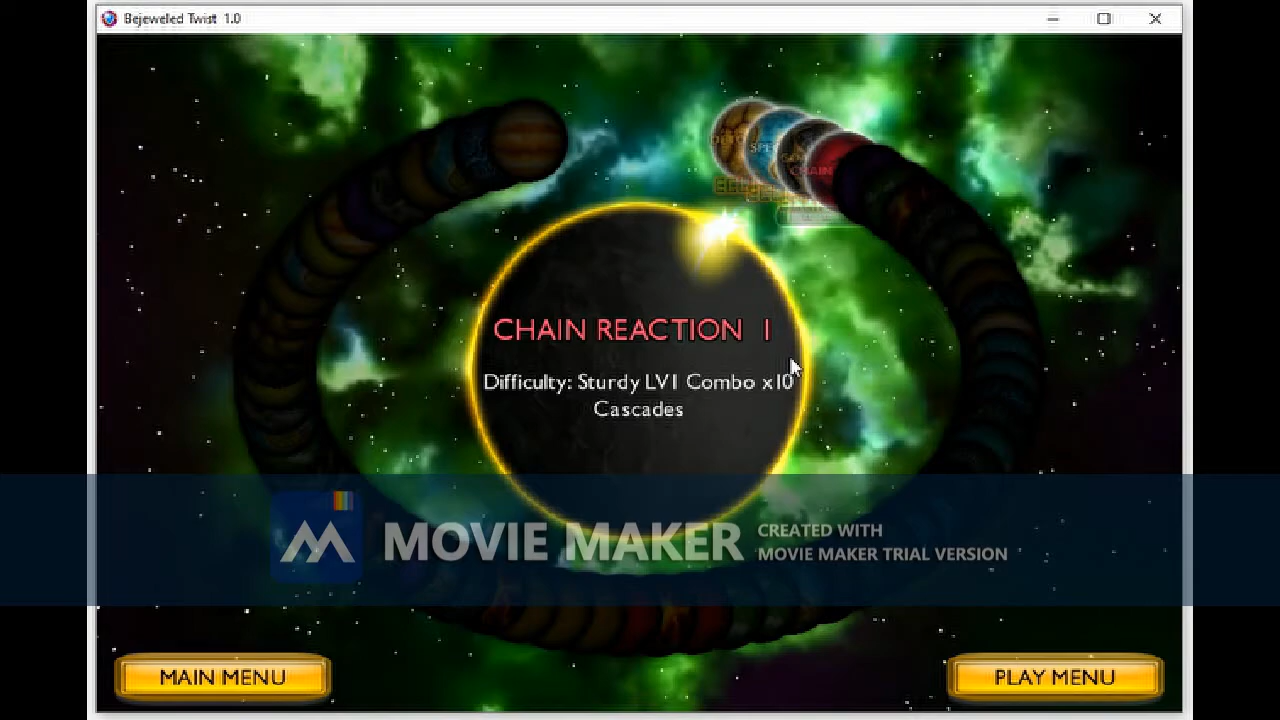 Bejeweled Twist 1.0
CHAIN
CHAIN REACTION 1
Difficulty: Sturdy LV1 Combo x10
Cascades
MOVIE MAKER
CREATED WITH
MOVIE MAKER TRIAL VERSION
MAIN MENU
PLAY MENU